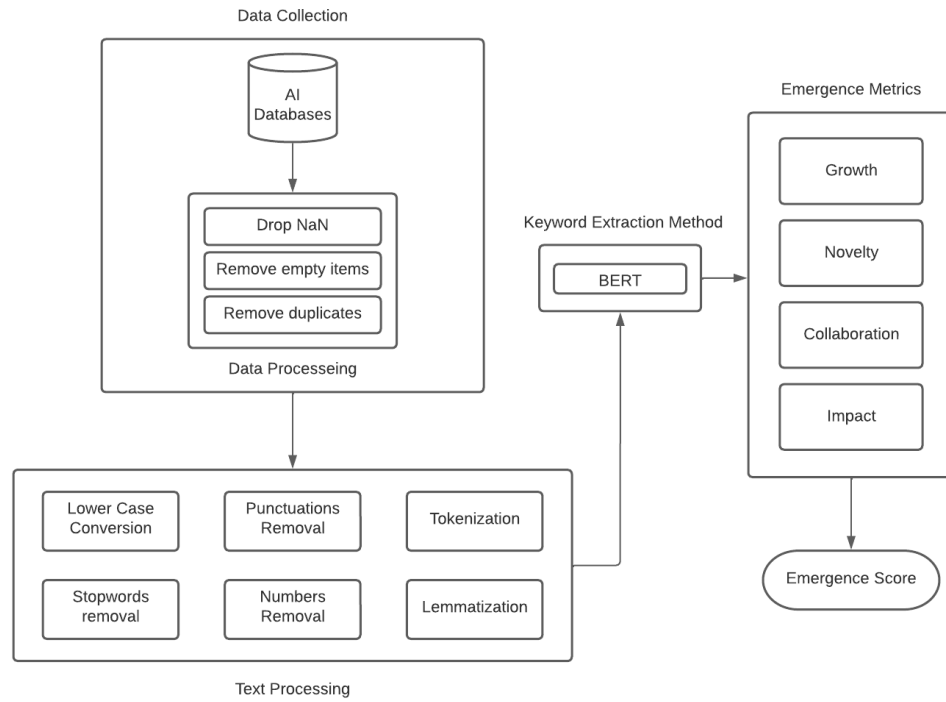 Data Collection
AI
Databases
Drop NaN
Remove empty items
Remove duplicates
Data Processeing
Lower Case
Conversion
Punctuations
Removal
Tokenization
Stopwords
removal
Numbers
Removal
Lemmatization
Text Processing
Keyword Extraction Method
BERT
Emergence Metrics
Growth
Novelty
Collaboration
Impact
Emergence Score